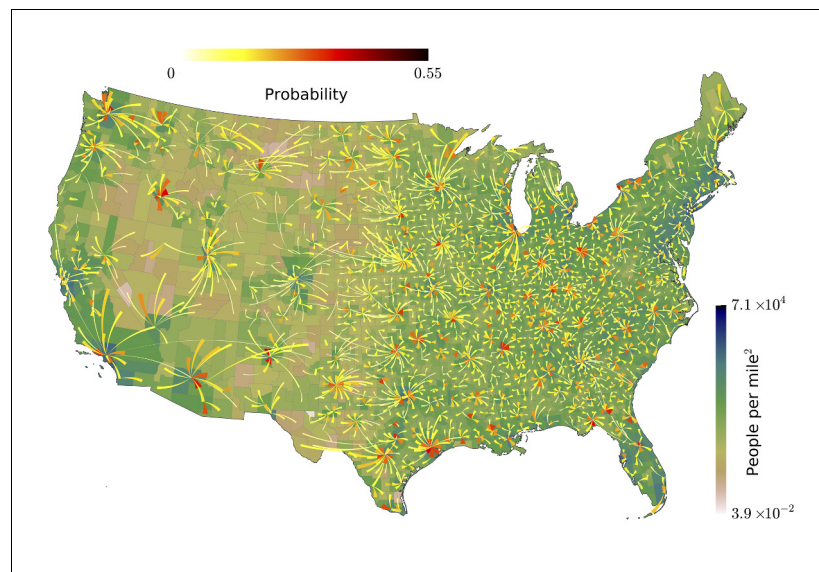 0 0.55
Probability
7.1 ×10⁴
People per mile²
3.9 ×10⁻²